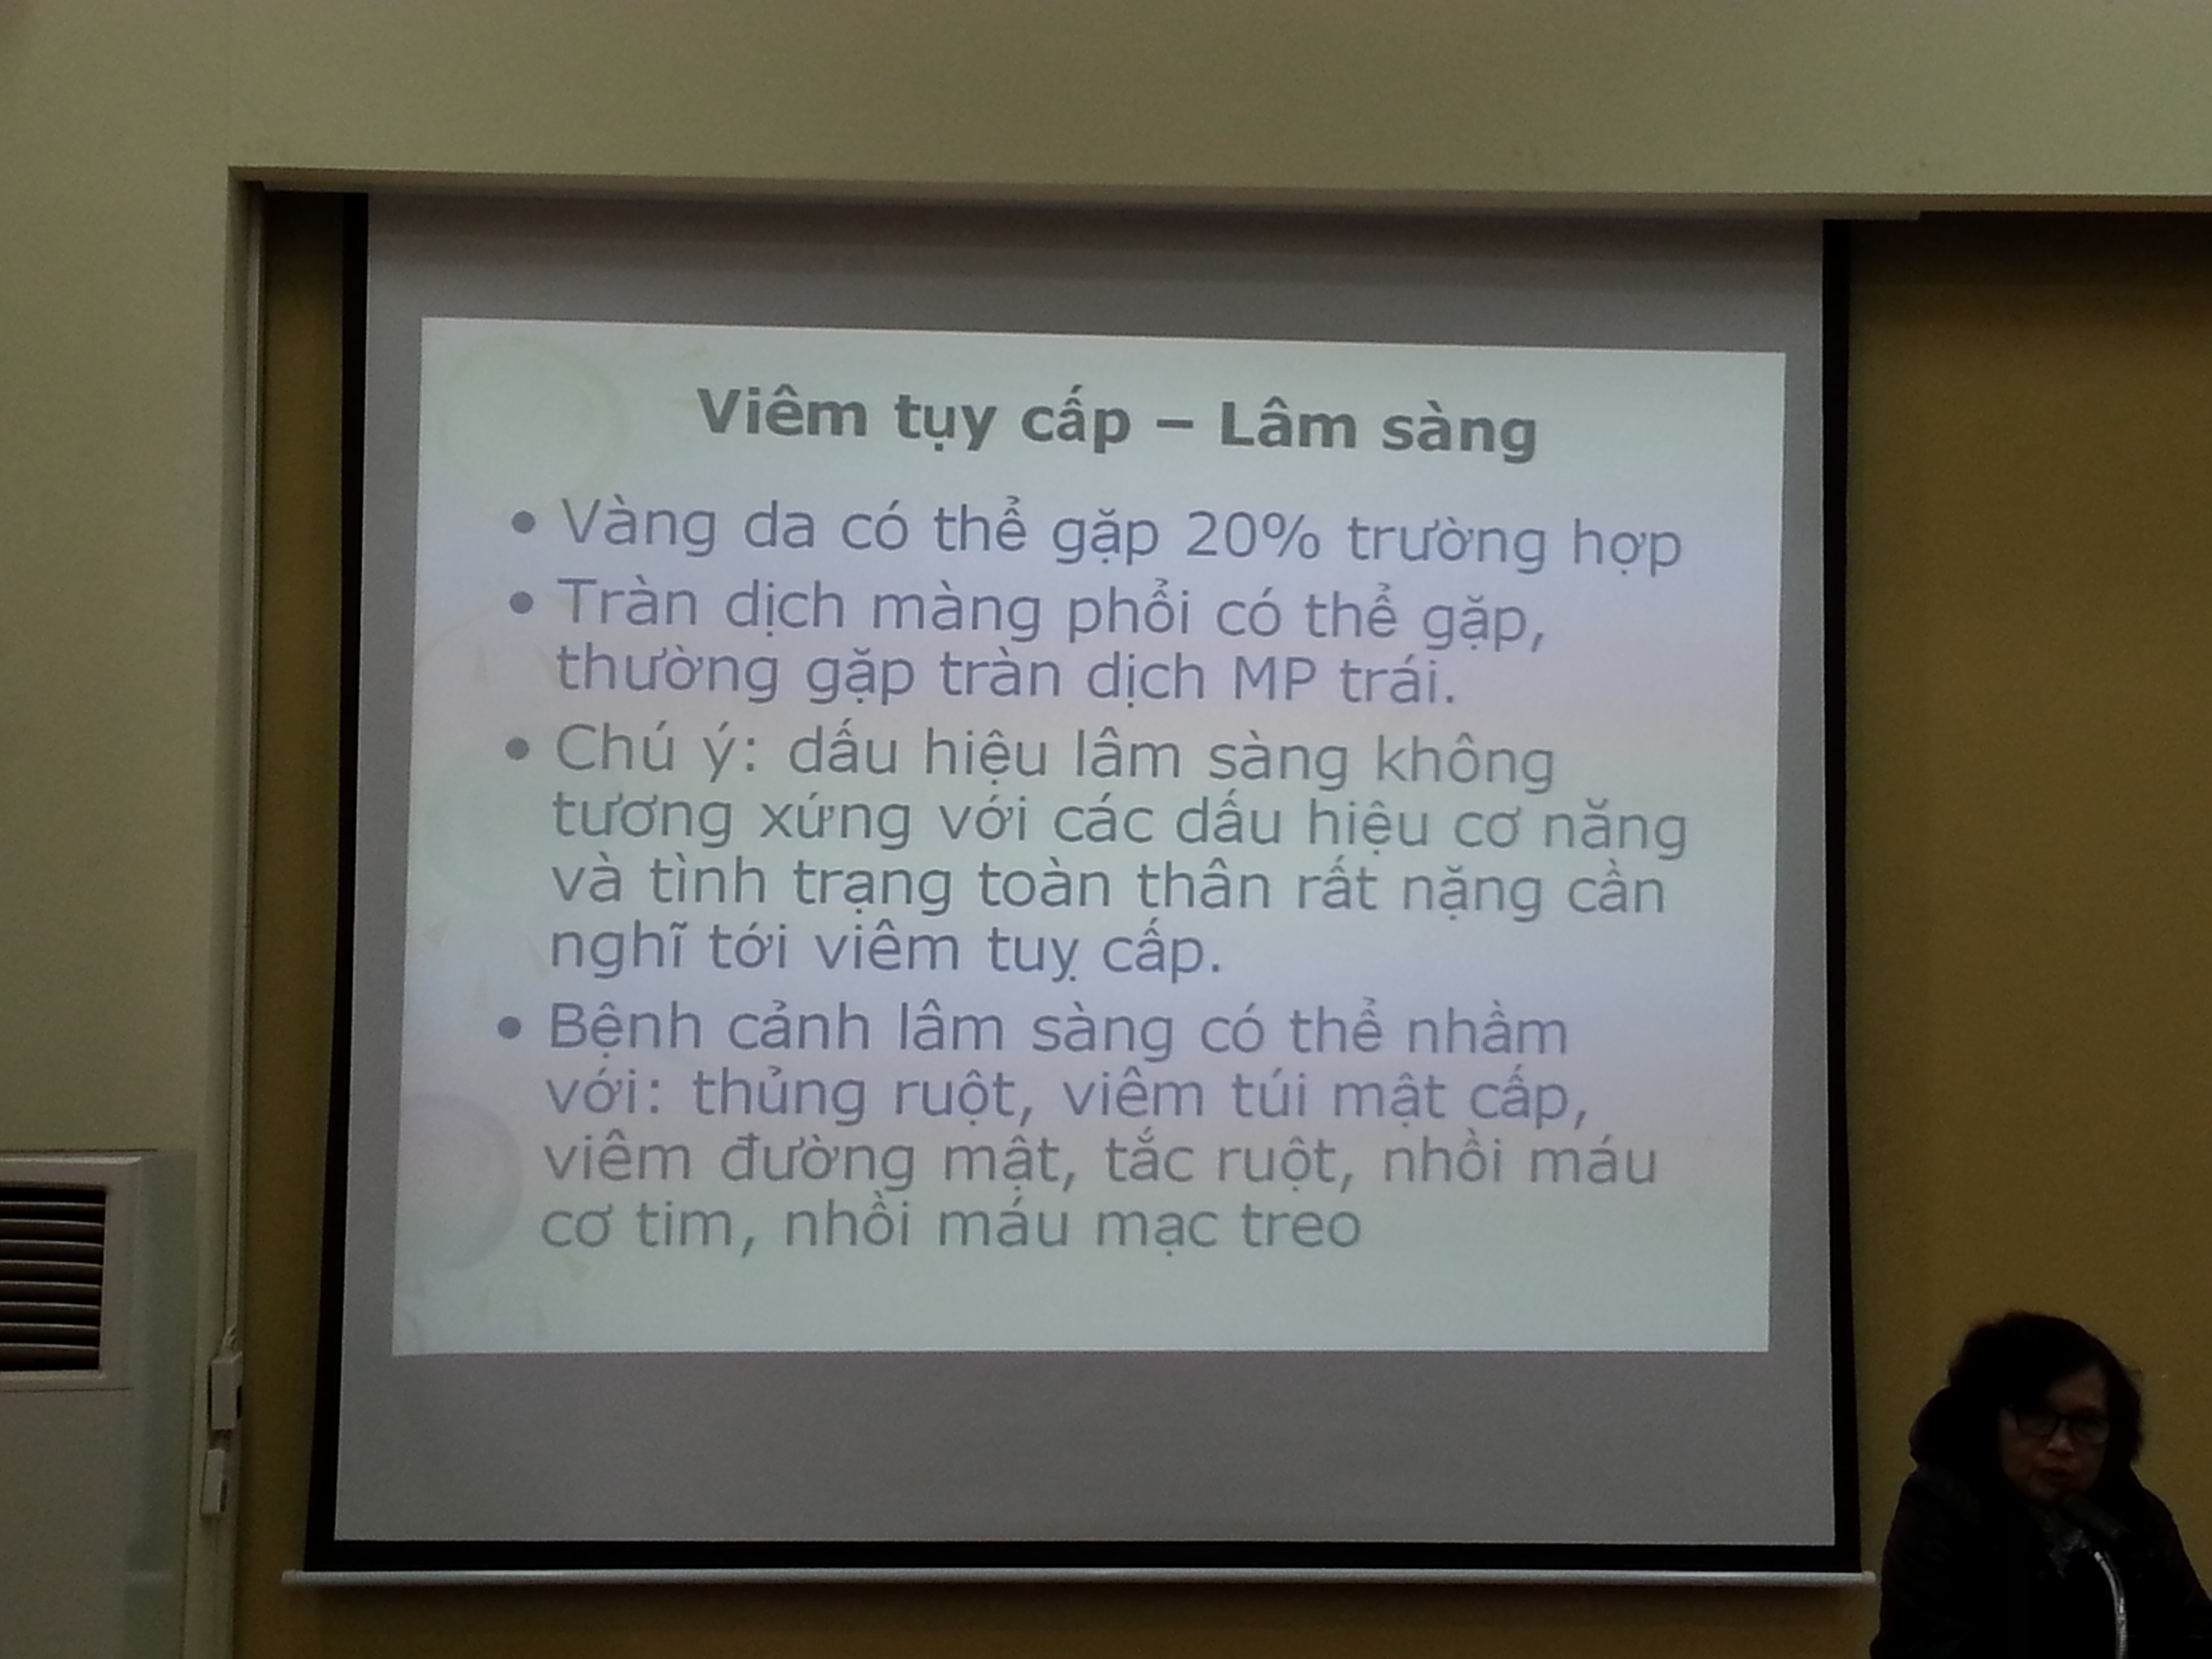 Viêm tụy cấp – Lâm sàng
• Vàng da có thể gặp 20% trường hợp
• Tràn dịch màng phổi có thể gặp,
thường gặp tràn dịch MP trái.
• Chú ý: dấu hiệu lâm sàng không
tương xứng với các dấu hiệu cơ năng
và tình trạng toàn thân rất nặng cần
nghĩ tới viêm tuỵ cấp.
• Bệnh cảnh lâm sàng có thể nhầm
với: thủng ruột, viêm túi mật cấp,
viêm đường mật, tắc ruột, nhồi máu
cơ tim, nhồi máu mạc treo